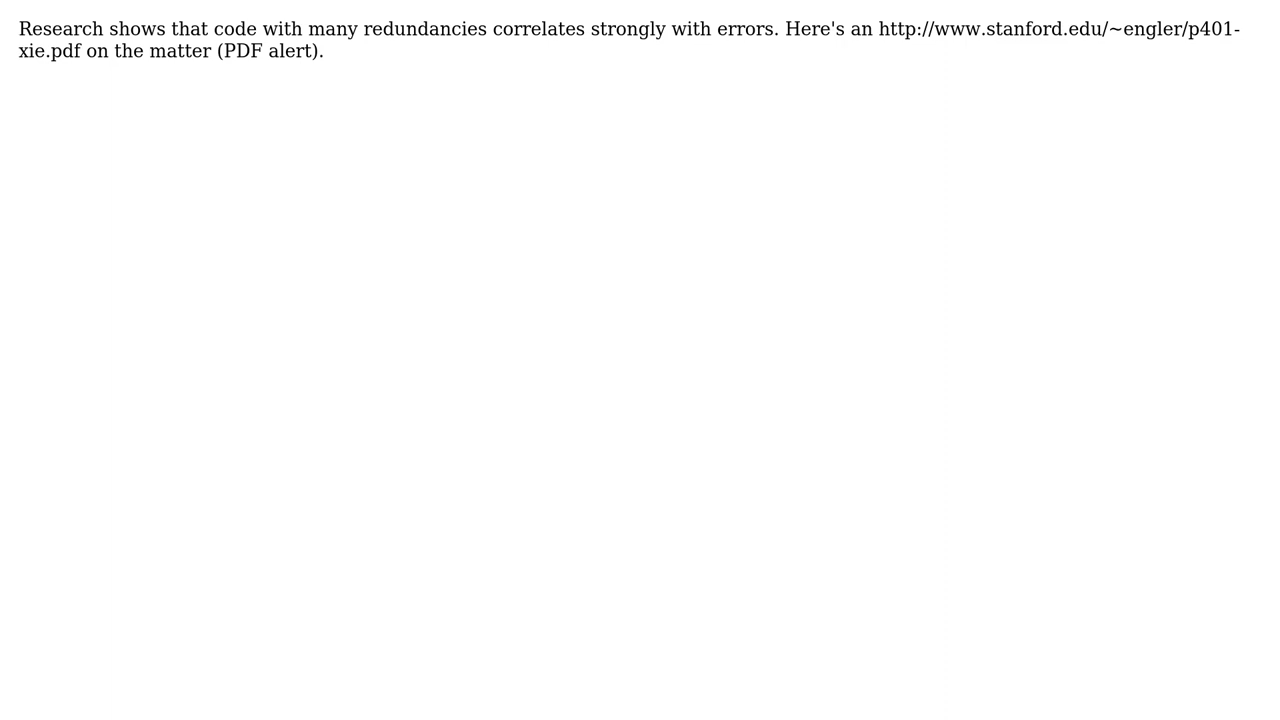 Research shows that code with many redundancies correlates strongly with errors. Here's an http://www.stanford.edu/~engler/p401-
xie.pdf on the matter (PDF alert).